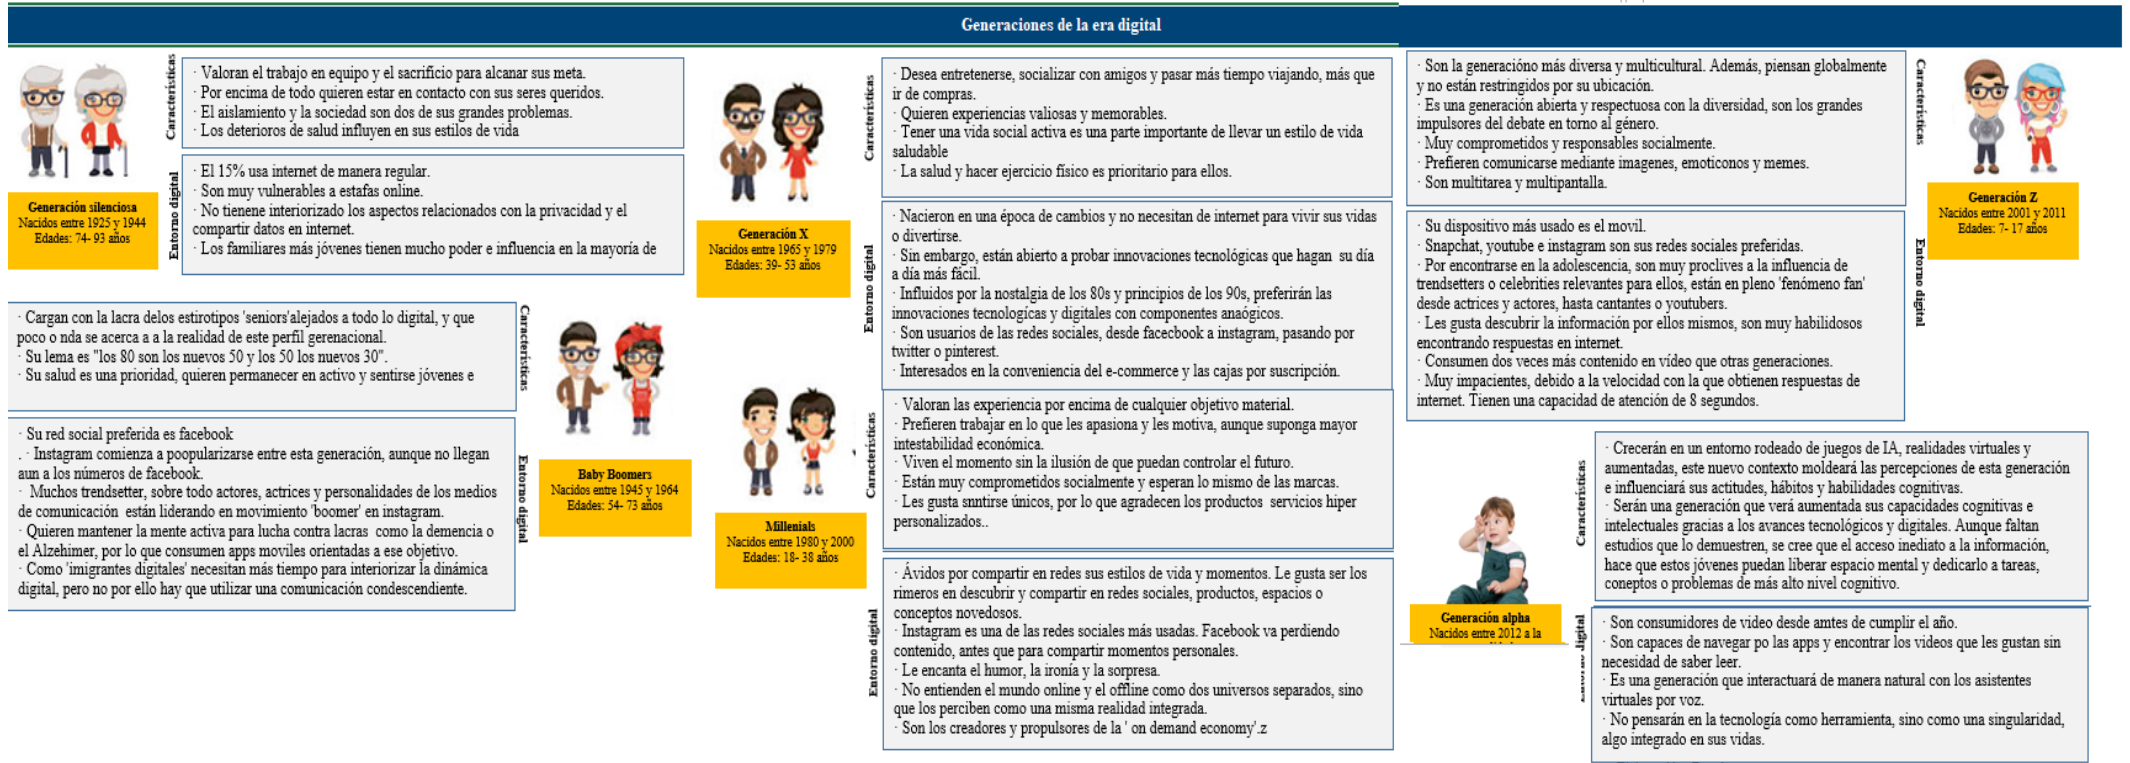 Generaciones de la era digital
Características
· Valoran el trabajo en equipo y el sacrificio para alcanar sus meta.
· Por encima de todo quieren estar en contacto con sus seres queridos.
· El aislamiento y la sociedad son dos de sus grandes problemas.
· Los deterioros de salud influyen en sus estilos de vida
Entorno digital
· El 15% usa internet de manera regular.
· Son muy vulnerables a estafas online.
· No tienene interiorizado los aspectos relacionados con la privacidad y el
compartir datos en internet.
· Los familiares más jóvenes tienen mucho poder e influencia en la mayoría de
Generación silenciosa
Nacidos entre 1925 y 1944
Edades: 74- 93 años
Características
· Cargan con la lacra delos estirotipos 'seniors'alejados a todo lo digital, y que
poco o nda se acerca a a la realidad de este perfil gerenacional.
· Su lema es "los 80 son los nuevos 50 y los 50 los nuevos 30".
· Su salud es una prioridad, quieren permanecer en activo y sentirse jóvenes e
Entorno digital
· Su red social preferida es facebook
. · Instagram comienza a poopularizarse entre esta generación, aunque no llegan
aun a los números de facebook.
· Muchos trendsetter, sobre todo actores, actrices y personalidades de los medios
de comunicación están liderando en movimiento 'boomer' en instagram.
· Quieren mantener la mente activa para lucha contra lacras como la demencia o
el Alzehimer, por lo que consumen apps moviles orientadas a ese objetivo.
· Como 'imigrantes digitales' necesitan más tiempo para interiorizar la dinámica
digital, pero no por ello hay que utilizar una comunicación condescendiente.
Baby Boomers
Nacidos entre 1945 y 1964
Edades: 54- 73 años
Características
· Desea entretenerse, socializar con amigos y pasar más tiempo viajando, más que
ir de compras.
· Quieren experiencias valiosas y memorables.
· Tener una vida social activa es una parte importante de llevar un estilo de vida
saludable
· La salud y hacer ejercicio físico es prioritario para ellos.
Entorno digital
· Nacieron en una época de cambios y no necesitan de internet para vivir sus vidas
o divertirse.
· Sin embargo, están abierto a probar innovaciones tecnológicas que hagan su día
a día más fácil.
· Influidos por la nostalgia de los 80s y principios de los 90s, preferirán las
innovaciones tecnologícas y digitales con componentes anaógicos.
· Son usuarios de las redes sociales, desde facecbook a instagram, pasando por
twitter o pinterest.
· Interesados en la conveniencia del e-commerce y las cajas por suscripción.
Generación X
Nacidos entre 1965 y 1979
Edades: 39- 53 años
Características
· Valoran las experiencia por encima de cualquier objetivo material.
· Prefieren trabajar en lo que les apasiona y les motiva, aunque suponga mayor
intestabilidad económica.
· Viven el momento sin la ilusión de que puedan controlar el futuro.
· Están muy comprometidos socialmente y esperan lo mismo de las marcas.
· Les gusta snntirse únicos, por lo que agradecen los productos servicios hiper
personalizados..
Entorno digital
· Ávidos por compartir en redes sus estilos de vida y momentos. Le gusta ser los
rimeros en descubrir y compartir en redes sociales, productos, espacios o
conceptos novedosos.
· Instagram es una de las redes sociales más usadas. Facebook va perdiendo
contenido, antes que para compartir momentos personales.
· Le encanta el humor, la ironía y la sorpresa.
· No entienden el mundo online y el offline como dos universos separados, sino
que los perciben como una misma realidad integrada.
· Son los creadores y propulsores de la ' on demand economy'.z
Millenials
Nacidos entre 1980 y 2000
Edades: 18- 38 años
Características
· Son la generacióno más diversa y multicultural. Además, piensan globalmente
y no están restringidos por su ubicación.
· Es una generación abierta y respectuosa con la diversidad, son los grandes
impulsores del debate en torno al género.
· Muy comprometidos y responsables socialmente.
· Prefieren comunicarse mediante imagenes, emoticonos y memes.
· Son multitarea y multipantalla.
Entorno digital
· Su dispositivo más usado es el movil.
· Snapchat, youtube e instagram son sus redes sociales preferidas.
· Por encontrarse en la adolescencia, son muy proclives a la influencia de
trendsetters o celebrities relevantes para ellos, están en pleno 'fenómeno fan'
desde actrices y actores, hasta cantantes o youtubers.
· Les gusta descubrir la información por ellos mismos, son muy habilidosos
encontrando respuestas en internet.
· Consumen dos veces más contenido en vídeo que otras generaciones.
· Muy impacientes, debido a la velocidad con la que obtienen respuestas de
internet. Tienen una capacidad de atención de 8 segundos.
Generación Z
Nacidos entre 2001 y 2011
Edades: 7- 17 años
Características
· Crecerán en un entorno rodeado de juegos de IA, realidades virtuales y
aumentadas, este nuevo contexto moldeará las percepciones de esta generación
e influenciará sus actitudes, hábitos y habilidades cognitivas.
· Serán una generación que verá aumentada sus capacidades cognitivas e
intelectuales gracias a los avances tecnológicos y digitales. Aunque faltan
estudios que lo demuestren, se cree que el acceso inediato a la información,
hace que estos jóvenes puedan liberar espacio mental y dedicarlo a tareas,
coneptos o problemas de más alto nivel cognitivo.
digital
· Son consumidores de video desde amtes de cumplir el año.
· Son capaces de navegar po las apps y encontrar los videos que les gustan sin
necesidad de saber leer.
· Es una generación que interactuará de manera natural con los asistentes
virtuales por voz.
· No pensarán en la tecnología como herramienta, sino como una singularidad,
algo integrado en sus vidas.
Generación alpha
Nacidos entre 2012 a la